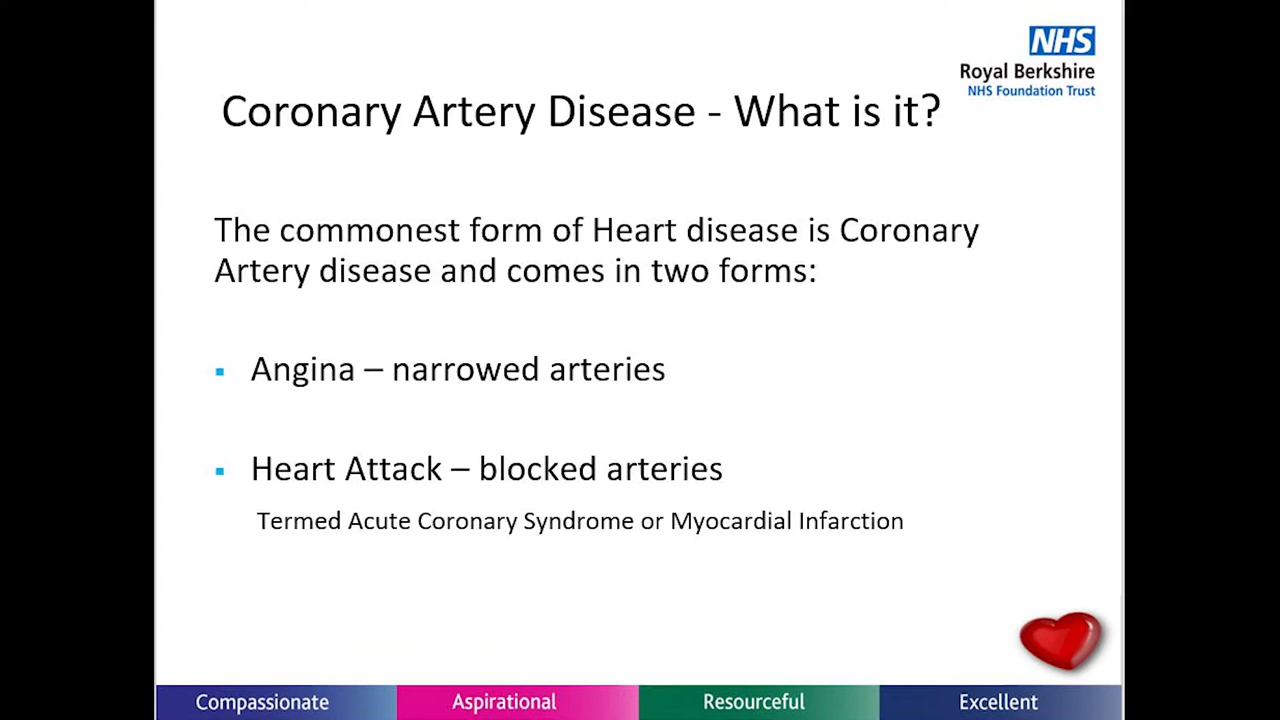 NHS
Royal Berkshire
NHS Foundation Trust
Coronary Artery Disease - What is it?
The commonest form of Heart disease is Coronary
Artery disease and comes in two forms:
▪ Angina – narrowed arteries
▪ Heart Attack – blocked arteries
Termed Acute Coronary Syndrome or Myocardial Infarction
Compassionate Aspirational Resourceful Excellent